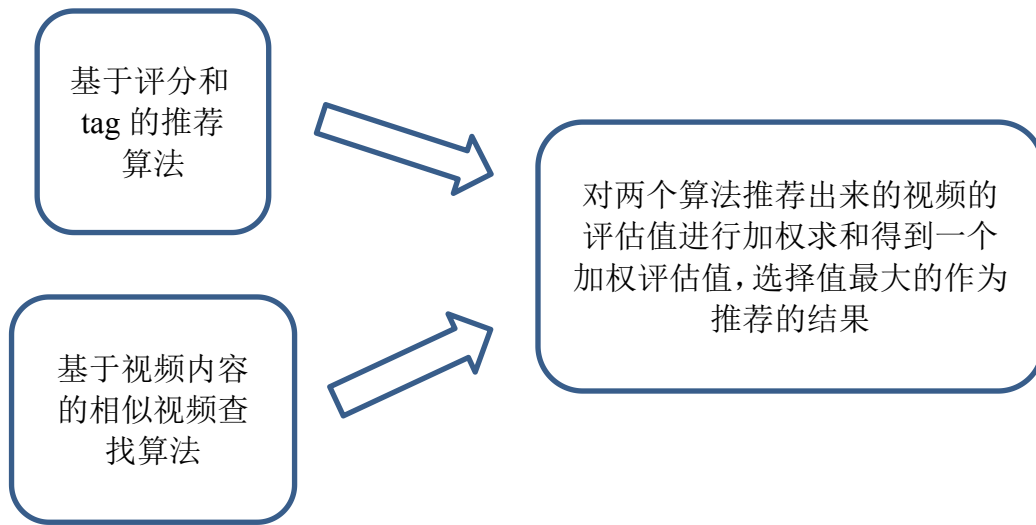 基于评分和
tag 的推荐
算法
基于视频内容
的相似视频查
找算法
对两个算法推荐出来的视频的
评估值进行加权求和得到一个
加权评估值,选择值最大的作为
推荐的结果